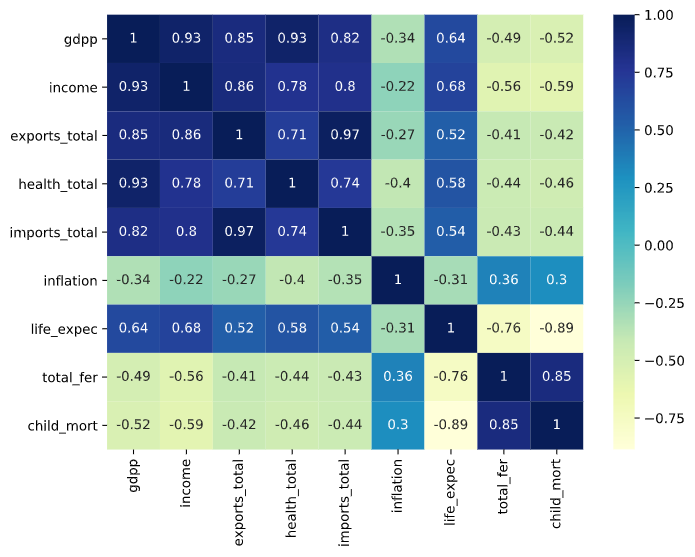 gdpp 1 0.93 0.85 0.93 0.82 -0.34 0.64 -0.49 -0.52
income 0.93 1 0.86 0.78 0.8 -0.22 0.68 -0.56 -0.59
exports_total 0.85 0.86 1 0.71 0.97 -0.27 0.52 -0.41 -0.42
health_total 0.93 0.78 0.71 1 0.74 -0.4 0.58 -0.44 -0.46
imports_total 0.82 0.8 0.97 0.74 1 -0.35 0.54 -0.43 -0.44
inflation -0.34 -0.22 -0.27 -0.4 -0.35 1 -0.31 0.36 0.3
life_expec 0.64 0.68 0.52 0.58 0.54 -0.31 1 -0.76 -0.89
total_fer -0.49 -0.56 -0.41 -0.44 -0.43 0.36 -0.76 1 0.85
child_mort -0.52 -0.59 -0.42 -0.46 -0.44 0.3 -0.89 0.85 1
gdpp income exports_total health_total imports_total inflation life_expec total_fer child_mort
1.00
0.75
0.50
0.25
0.00
−0.25
−0.50
−0.75